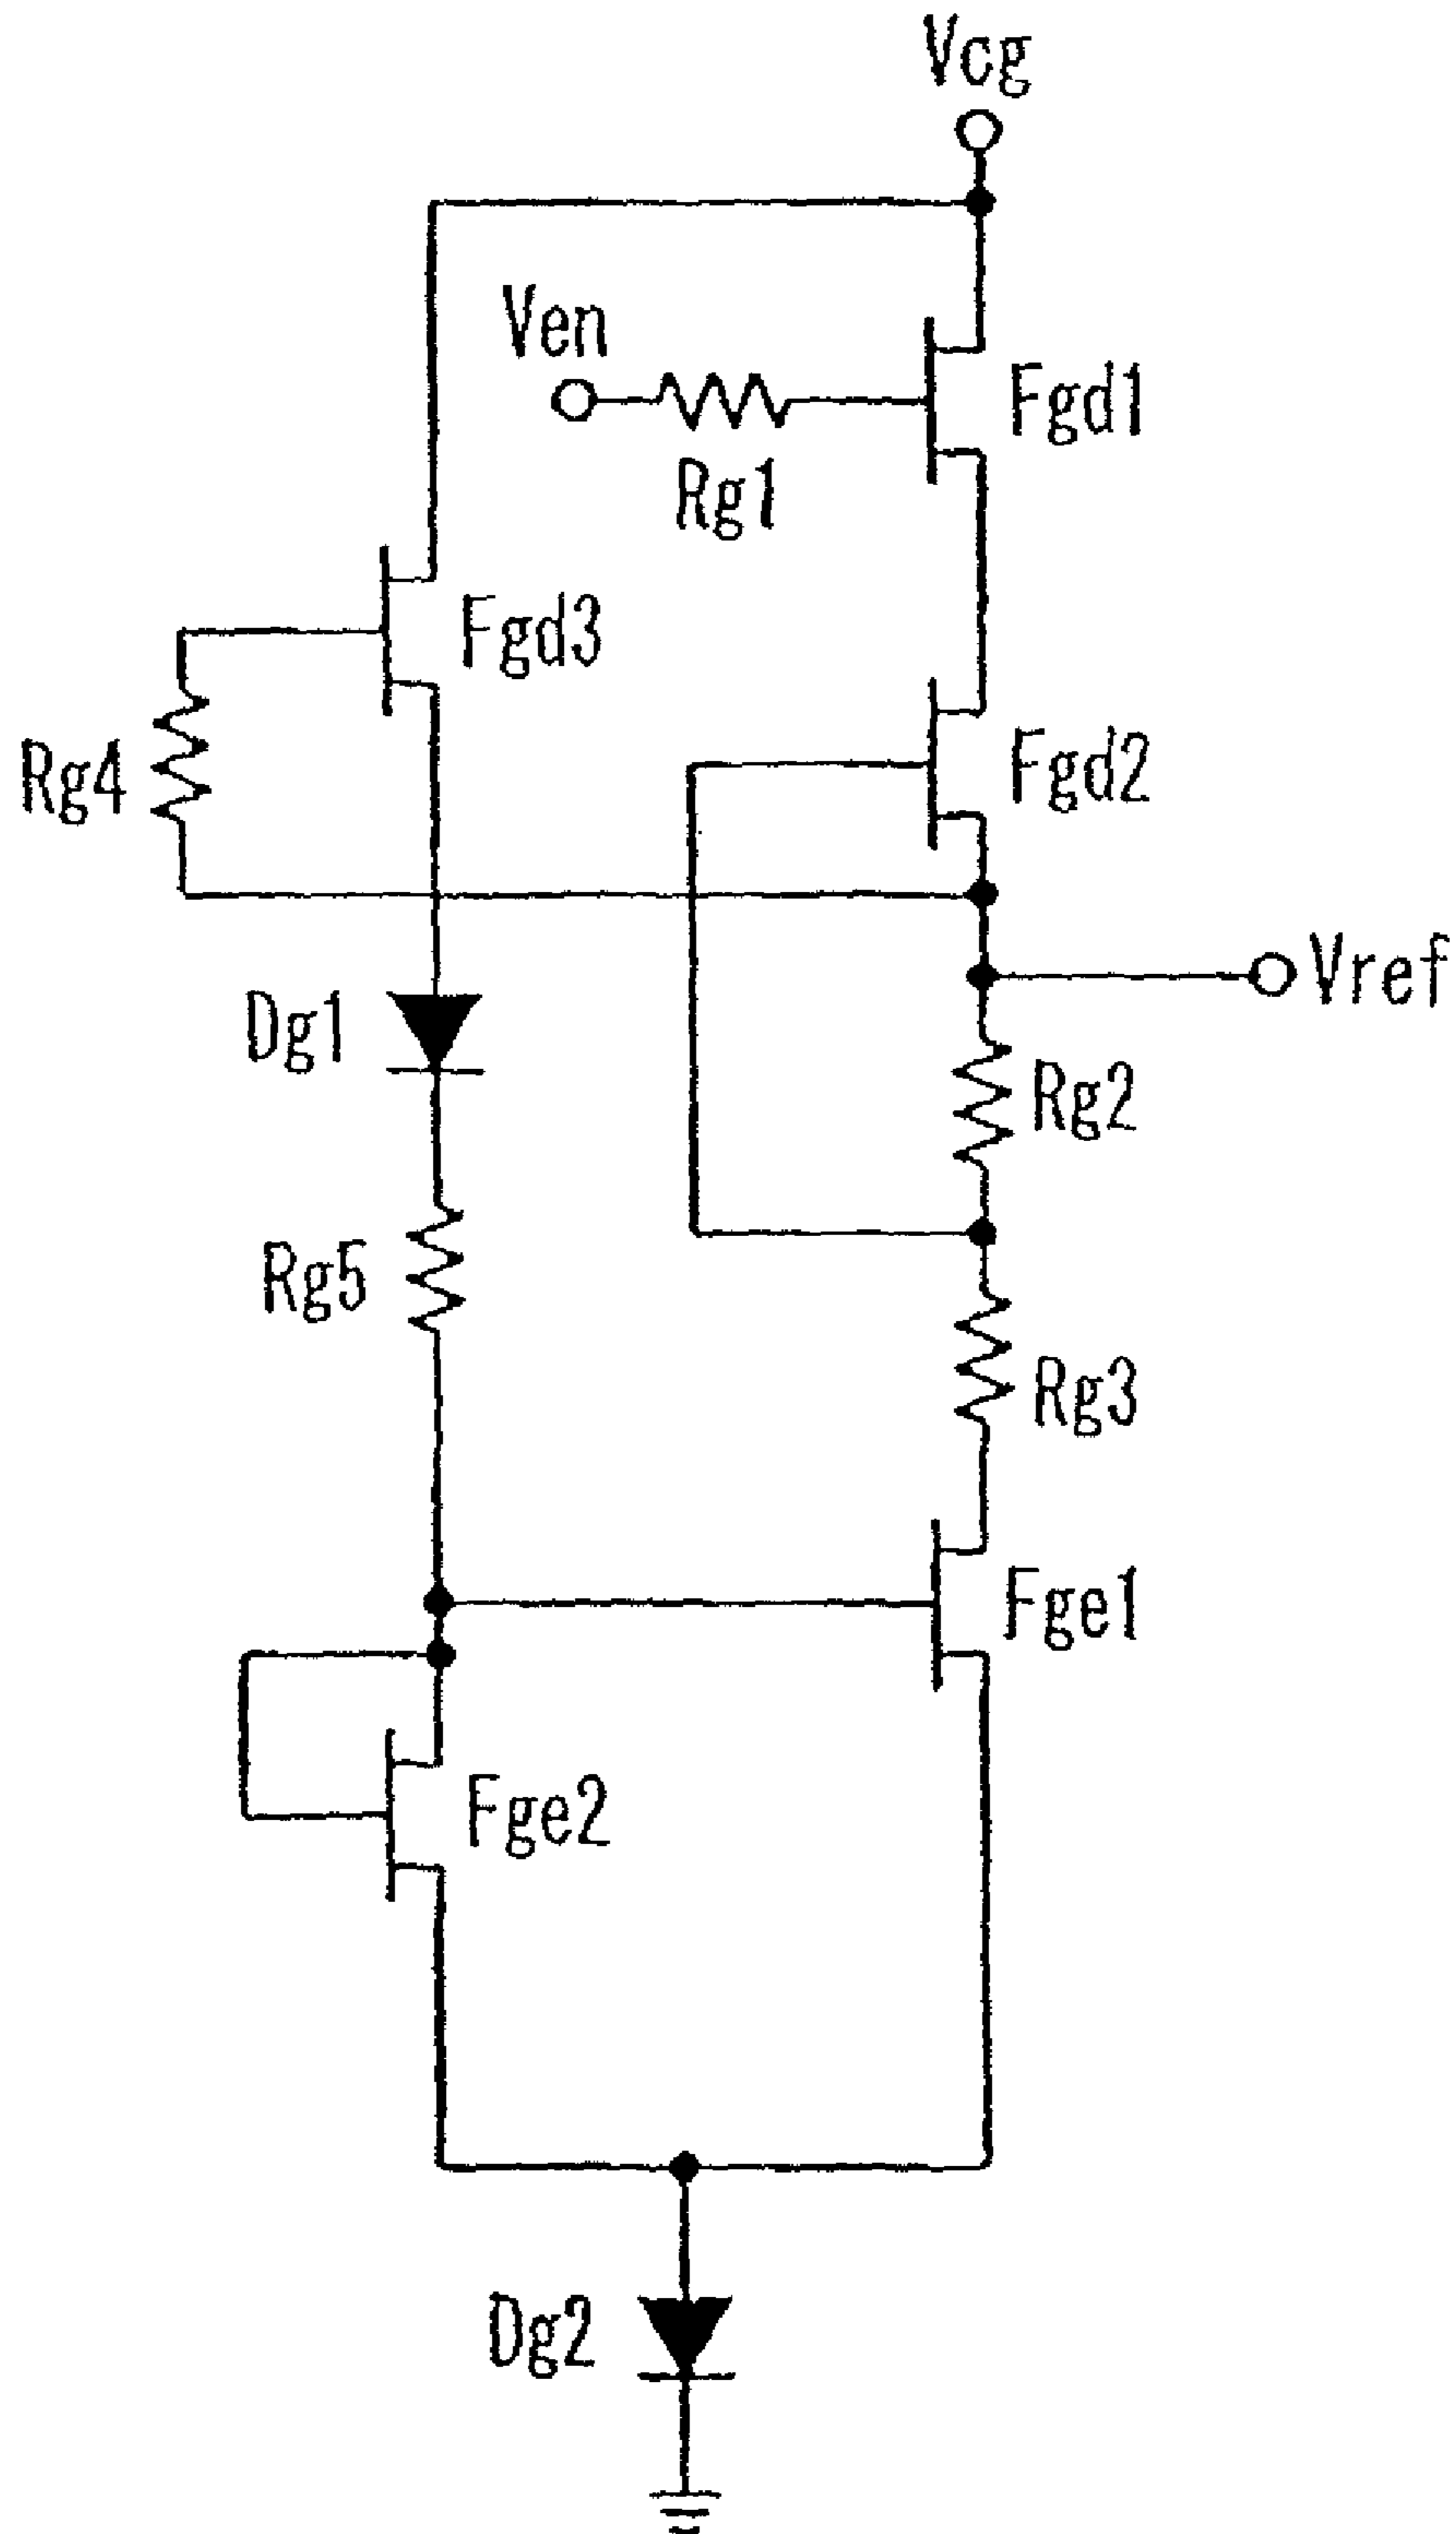 Vcg
Ven
Fgd1
Rg1
Fgd3
Rg4
Fgd2
Vref
Dg1
Rg2
Rg5
Rg3
Fge1
Fge2
Dg2